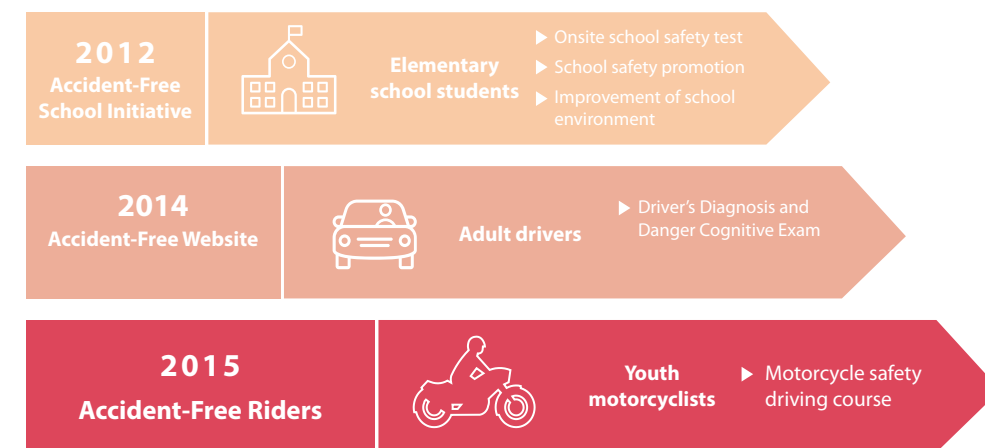 2012
Accident-Free
School Initiative
Elementary
school students
▶ Onsite school safety test
▶ School safety promotion
▶ Improvement of school
environment
2014
Accident-Free Website
Adult drivers
▶ Driver’s Diagnosis and
Danger Cognitive Exam
2015
Accident-Free Riders
Youth
motorcyclists
▶ Motorcycle safety
driving course